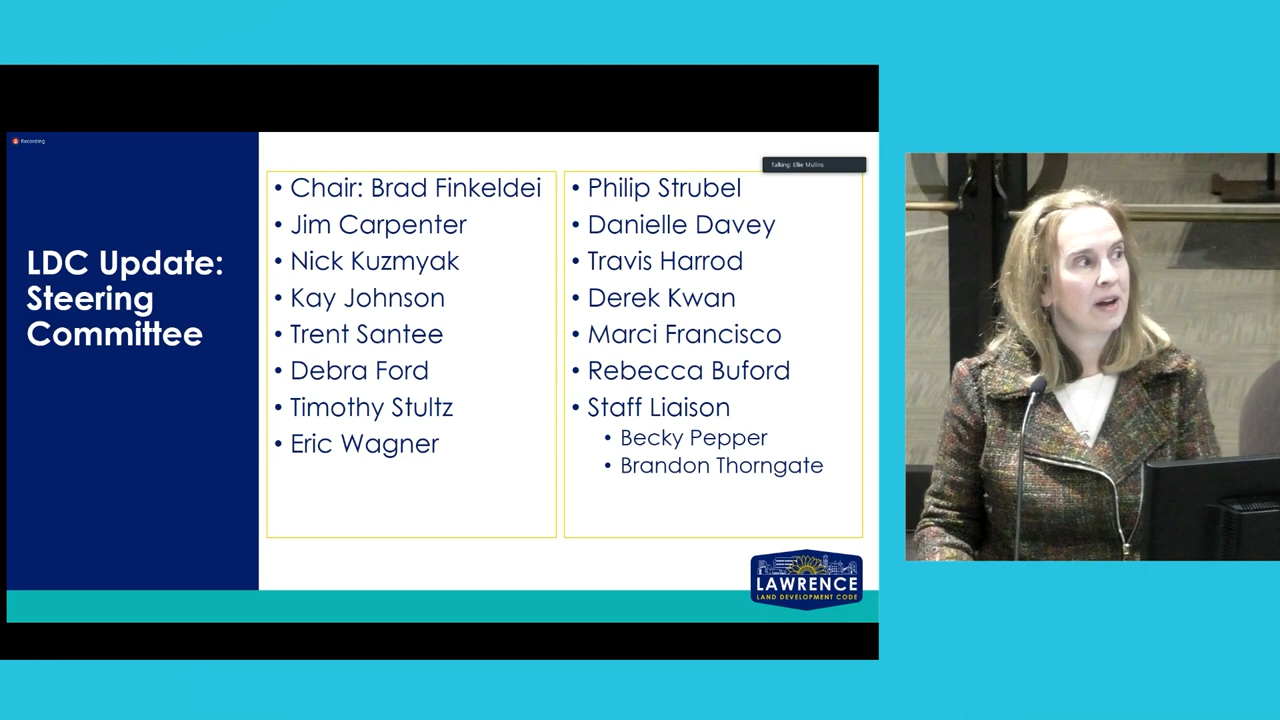 Recording
Talking: Ellie Mullins
LDC Update:
Steering
Committee
• Chair: Brad Finkeldei
• Jim Carpenter
• Nick Kuzmyak
• Kay Johnson
• Trent Santee
• Debra Ford
• Timothy Stultz
• Eric Wagner
• Philip Strubel
• Danielle Davey
• Travis Harrod
• Derek Kwan
• Marci Francisco
• Rebecca Buford
• Staff Liaison
• Becky Pepper
• Brandon Thorngate
LAWRENCE
LAND DEVELOPMENT CODE